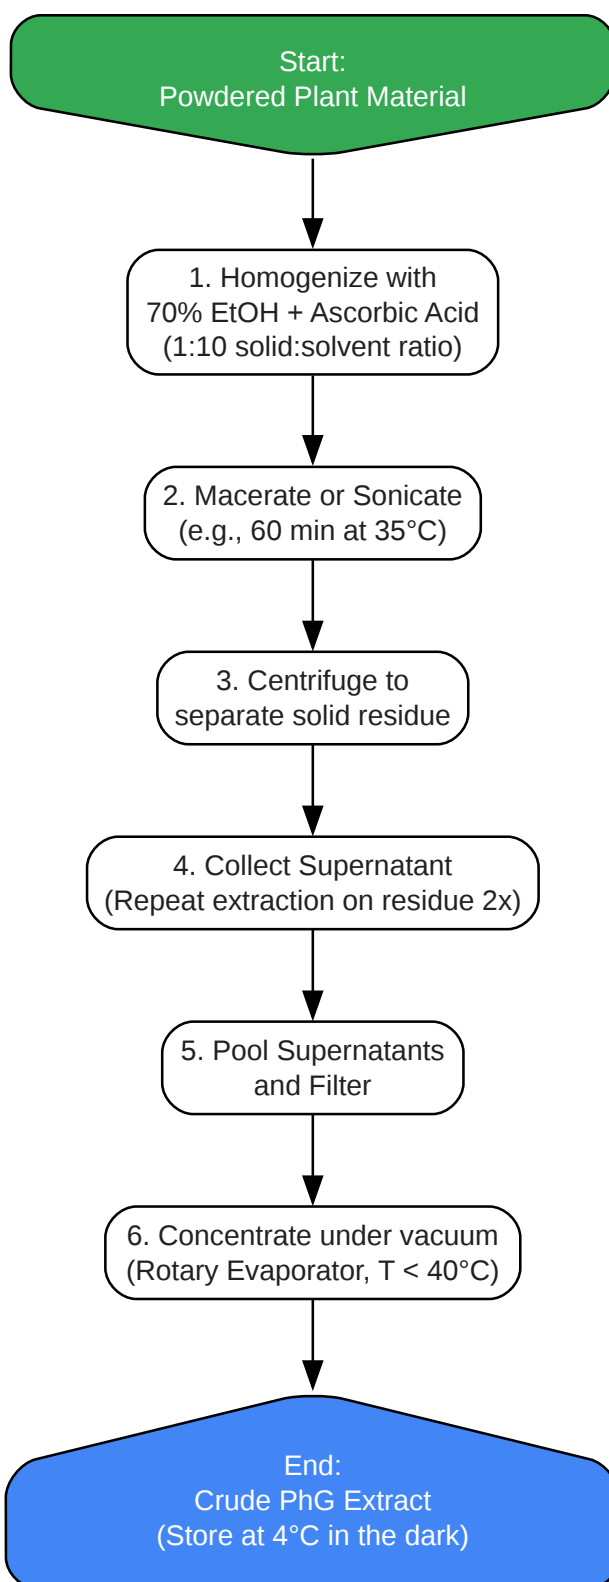 Start:
Powdered Plant Material
1. Homogenize with
70% EtOH + Ascorbic Acid
(1:10 solid:solvent ratio)
2. Macerate or Sonicate
(e.g., 60 min at 35°C)
3. Centrifuge to
separate solid residue
4. Collect Supernatant
(Repeat extraction on residue 2x)
5. Pool Supernatants
and Filter
6. Concentrate under vacuum
(Rotary Evaporator, T < 40°C)
End:
Crude PhG Extract
(Store at 4°C in the dark)